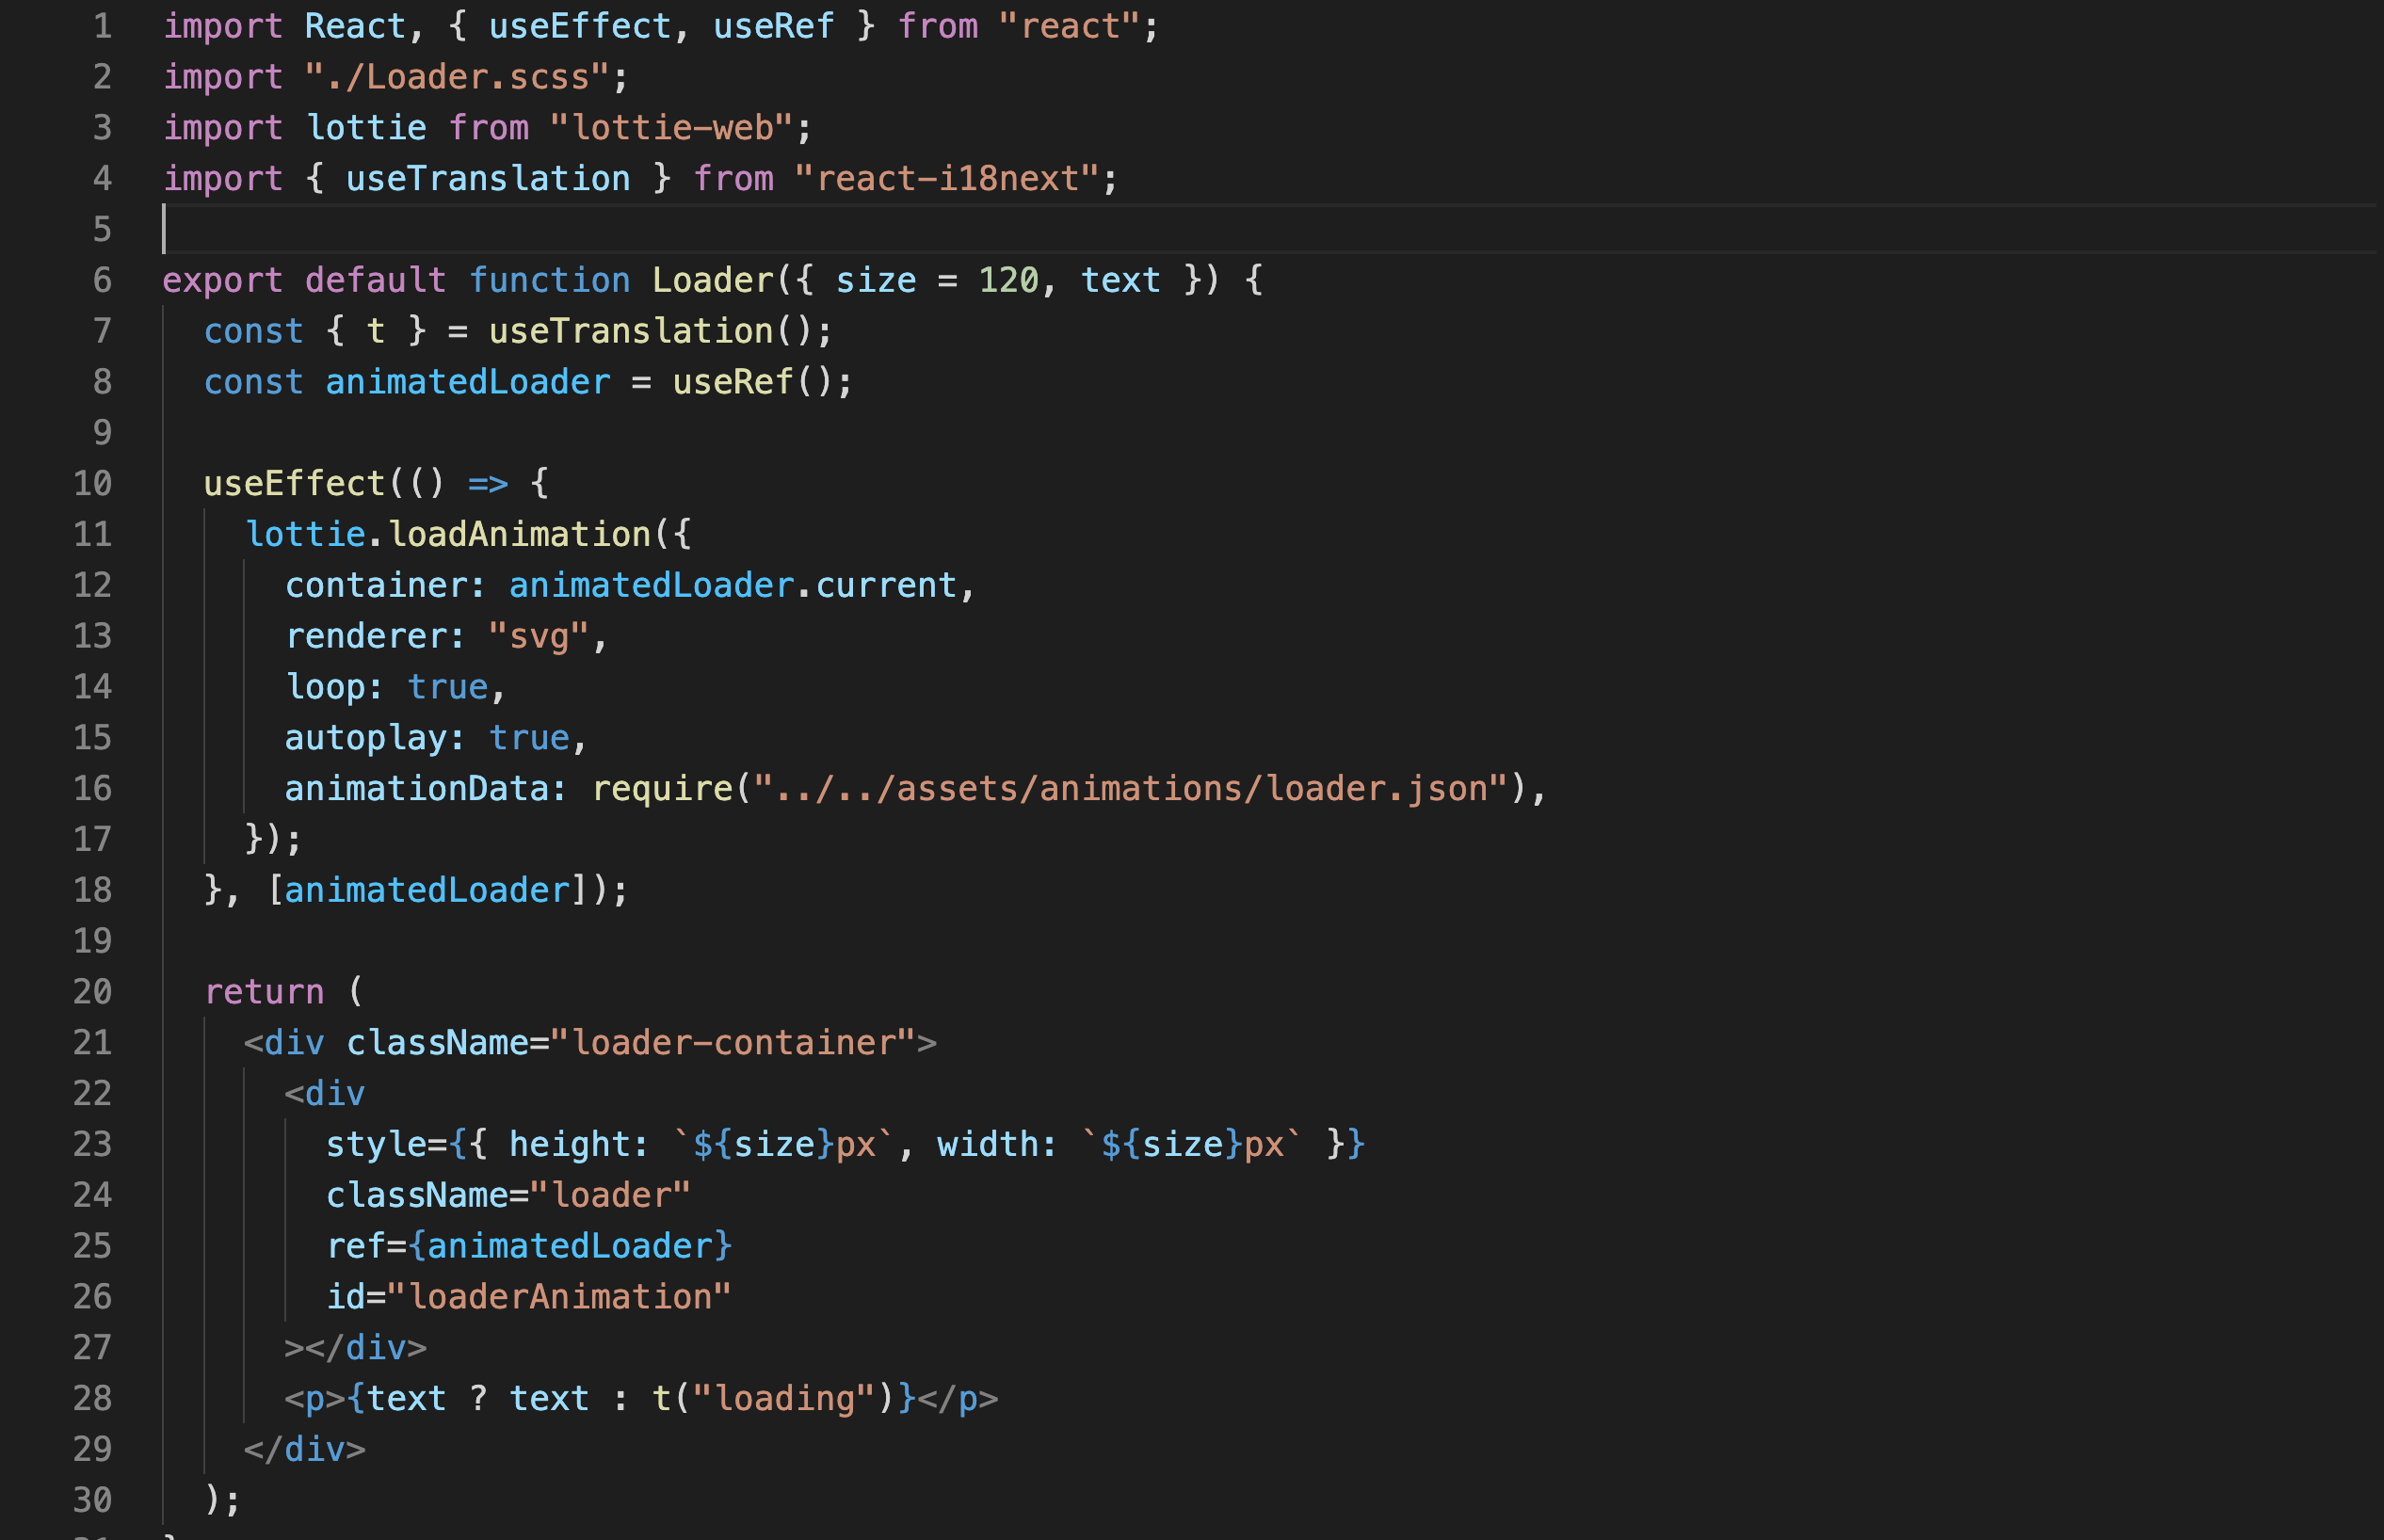 1 import React, { useEffect, useRef } from "react";
2 import "./Loader.scss";
3 import lottie from "lottie-web";
4 import { useTranslation } from "react-i18next";
5
6 export default function Loader({ size = 120, text }) {
7   const { t } = useTranslation();
8   const animatedLoader = useRef();
9
10   useEffect(() => {
11     lottie.loadAnimation({
12       container: animatedLoader.current,
13       renderer: "svg",
14       loop: true,
15       autoplay: true,
16       animationData: require("../../assets/animations/loader.json"),
17     });
18   }, [animatedLoader]);
19
20   return (
21     <div className="loader-container">
22       <div
23         style={{ height: `${size}px`, width: `${size}px` }}
24         className="loader"
25         ref={animatedLoader}
26         id="loaderAnimation"
27       ></div>
28       <p>{text ? text : t("loading")}</p>
29     </div>
30   );